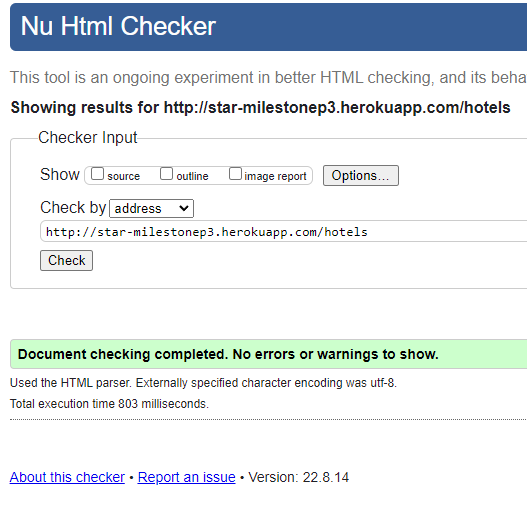 Nu Html Checker
This tool is an ongoing experiment in better HTML checking, and its beha
Showing results for http://star-milestonep3.herokuapp.com/hotels
Checker Input
Show source outline image report Options...
Check by address
http://star-milestonep3.herokuapp.com/hotels
Check
Document checking completed. No errors or warnings to show.
Used the HTML parser. Externally specified character encoding was utf-8.
Total execution time 803 milliseconds.
About this checker • Report an issue • Version: 22.8.14